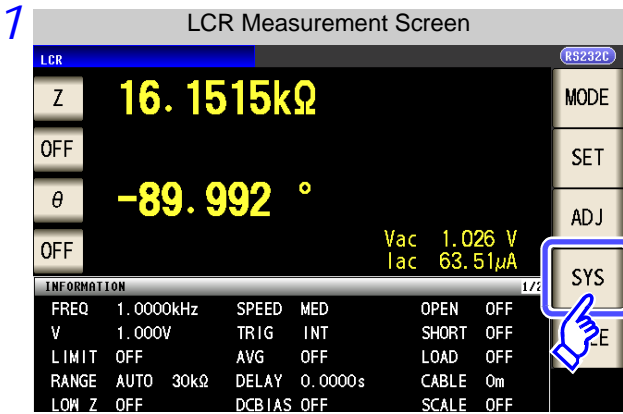 1
LCR Measurement Screen
LCR
RS232C
Z 16.1515kΩ
MODE
OFF
SET
θ -89.992 °
ADJ
OFF
Vac 1.026 V
Iac 63.51μA
SYS
INFORMATION
FREQ 1.0000kHz SPEED MED OPEN OFF
V 1.000V TRIG INT SHORT OFF
LIMIT OFF AVG OFF LOAD OFF
RANGE AUTO 30kΩ DELAY 0.0000s CABLE 0m
LOW Z OFF DCBIAS OFF SCALE OFF